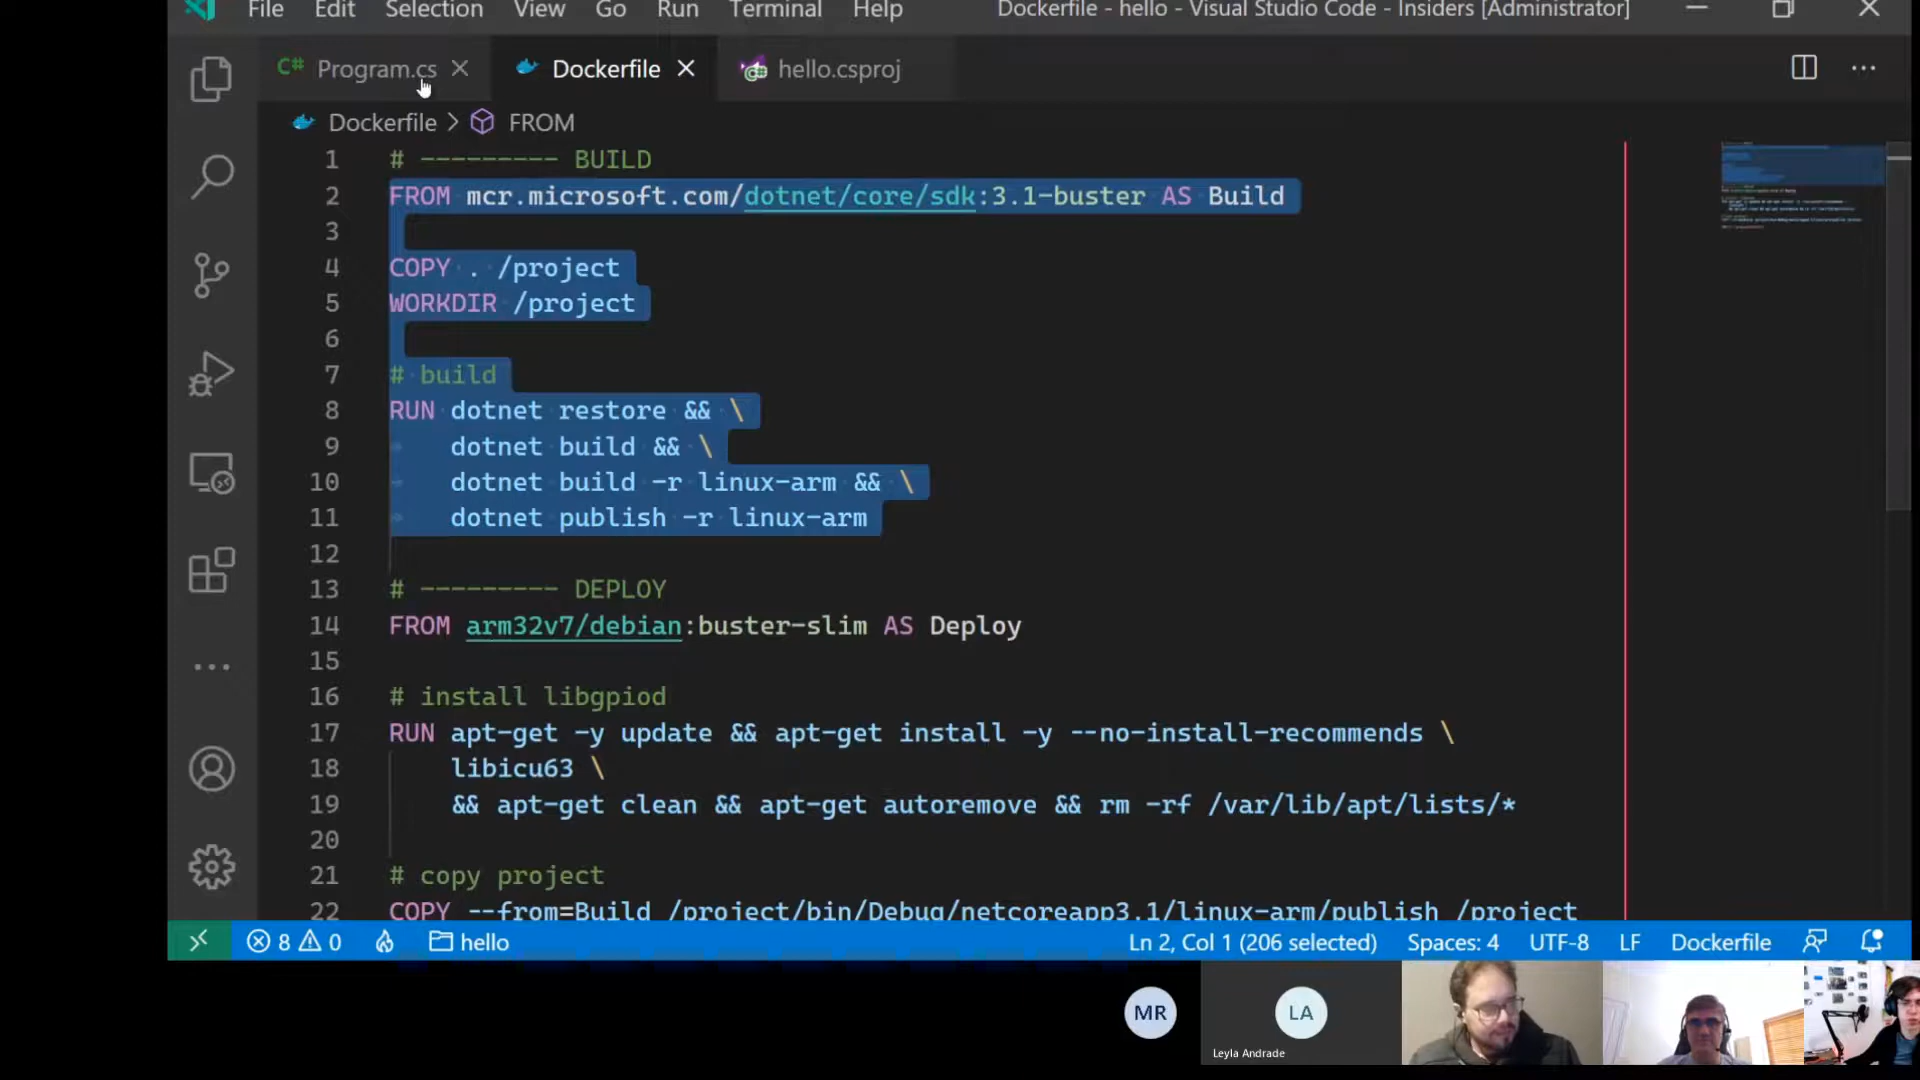 File Edit Selection View Go Run Terminal Help Dockerfile - hello - Visual Studio Code - Insiders [Administrator]
C# Program.cs Dockerfile hello.csproj
Dockerfile > FROM
1 # --------- BUILD
2 FROM mcr.microsoft.com/dotnet/core/sdk:3.1-buster AS Build
3
4 COPY . /project
5 WORKDIR /project
6
7 # build
8 RUN dotnet restore && \
9 dotnet build && \
10 dotnet build -r linux-arm && \
11 dotnet publish -r linux-arm
12
13 # --------- DEPLOY
14 FROM arm32v7/debian:buster-slim AS Deploy
15
16 # install libgpiod
17 RUN apt-get -y update && apt-get install -y --no-install-recommends \
18 libicu63 \
19 && apt-get clean && apt-get autoremove && rm -rf /var/lib/apt/lists/*
20
21 # copy project
22 COPY --from=Build /project/bin/Debug/netcoreapp3.1/linux-arm/publish /project
8 0 hello Ln 2, Col 1 (206 selected) Spaces: 4 UTF-8 LF Dockerfile
MR LA
Leyla Andrade